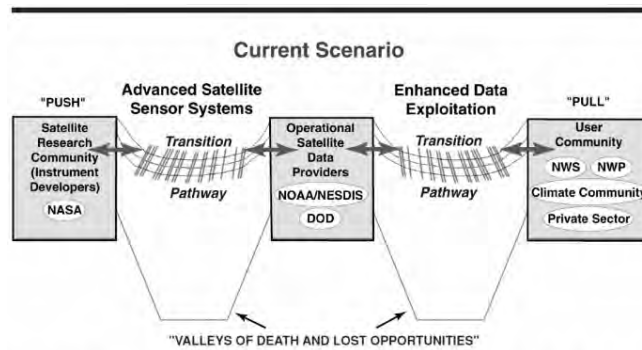 Current Scenario
"PUSH"
Satellite
Research
Community
(Instrument
Developers)
NASA
Advanced Satellite
Sensor Systems
Transition
Pathway
Operational
Satellite
Data
Providers
NOAA/NESDIS
DOD
Enhanced Data
Exploitation
Transition
Pathway
"PULL"
User
Community
NWS NWP
Climate Community
Private Sector
"VALLEYS OF DEATH AND LOST OPPORTUNITIES"